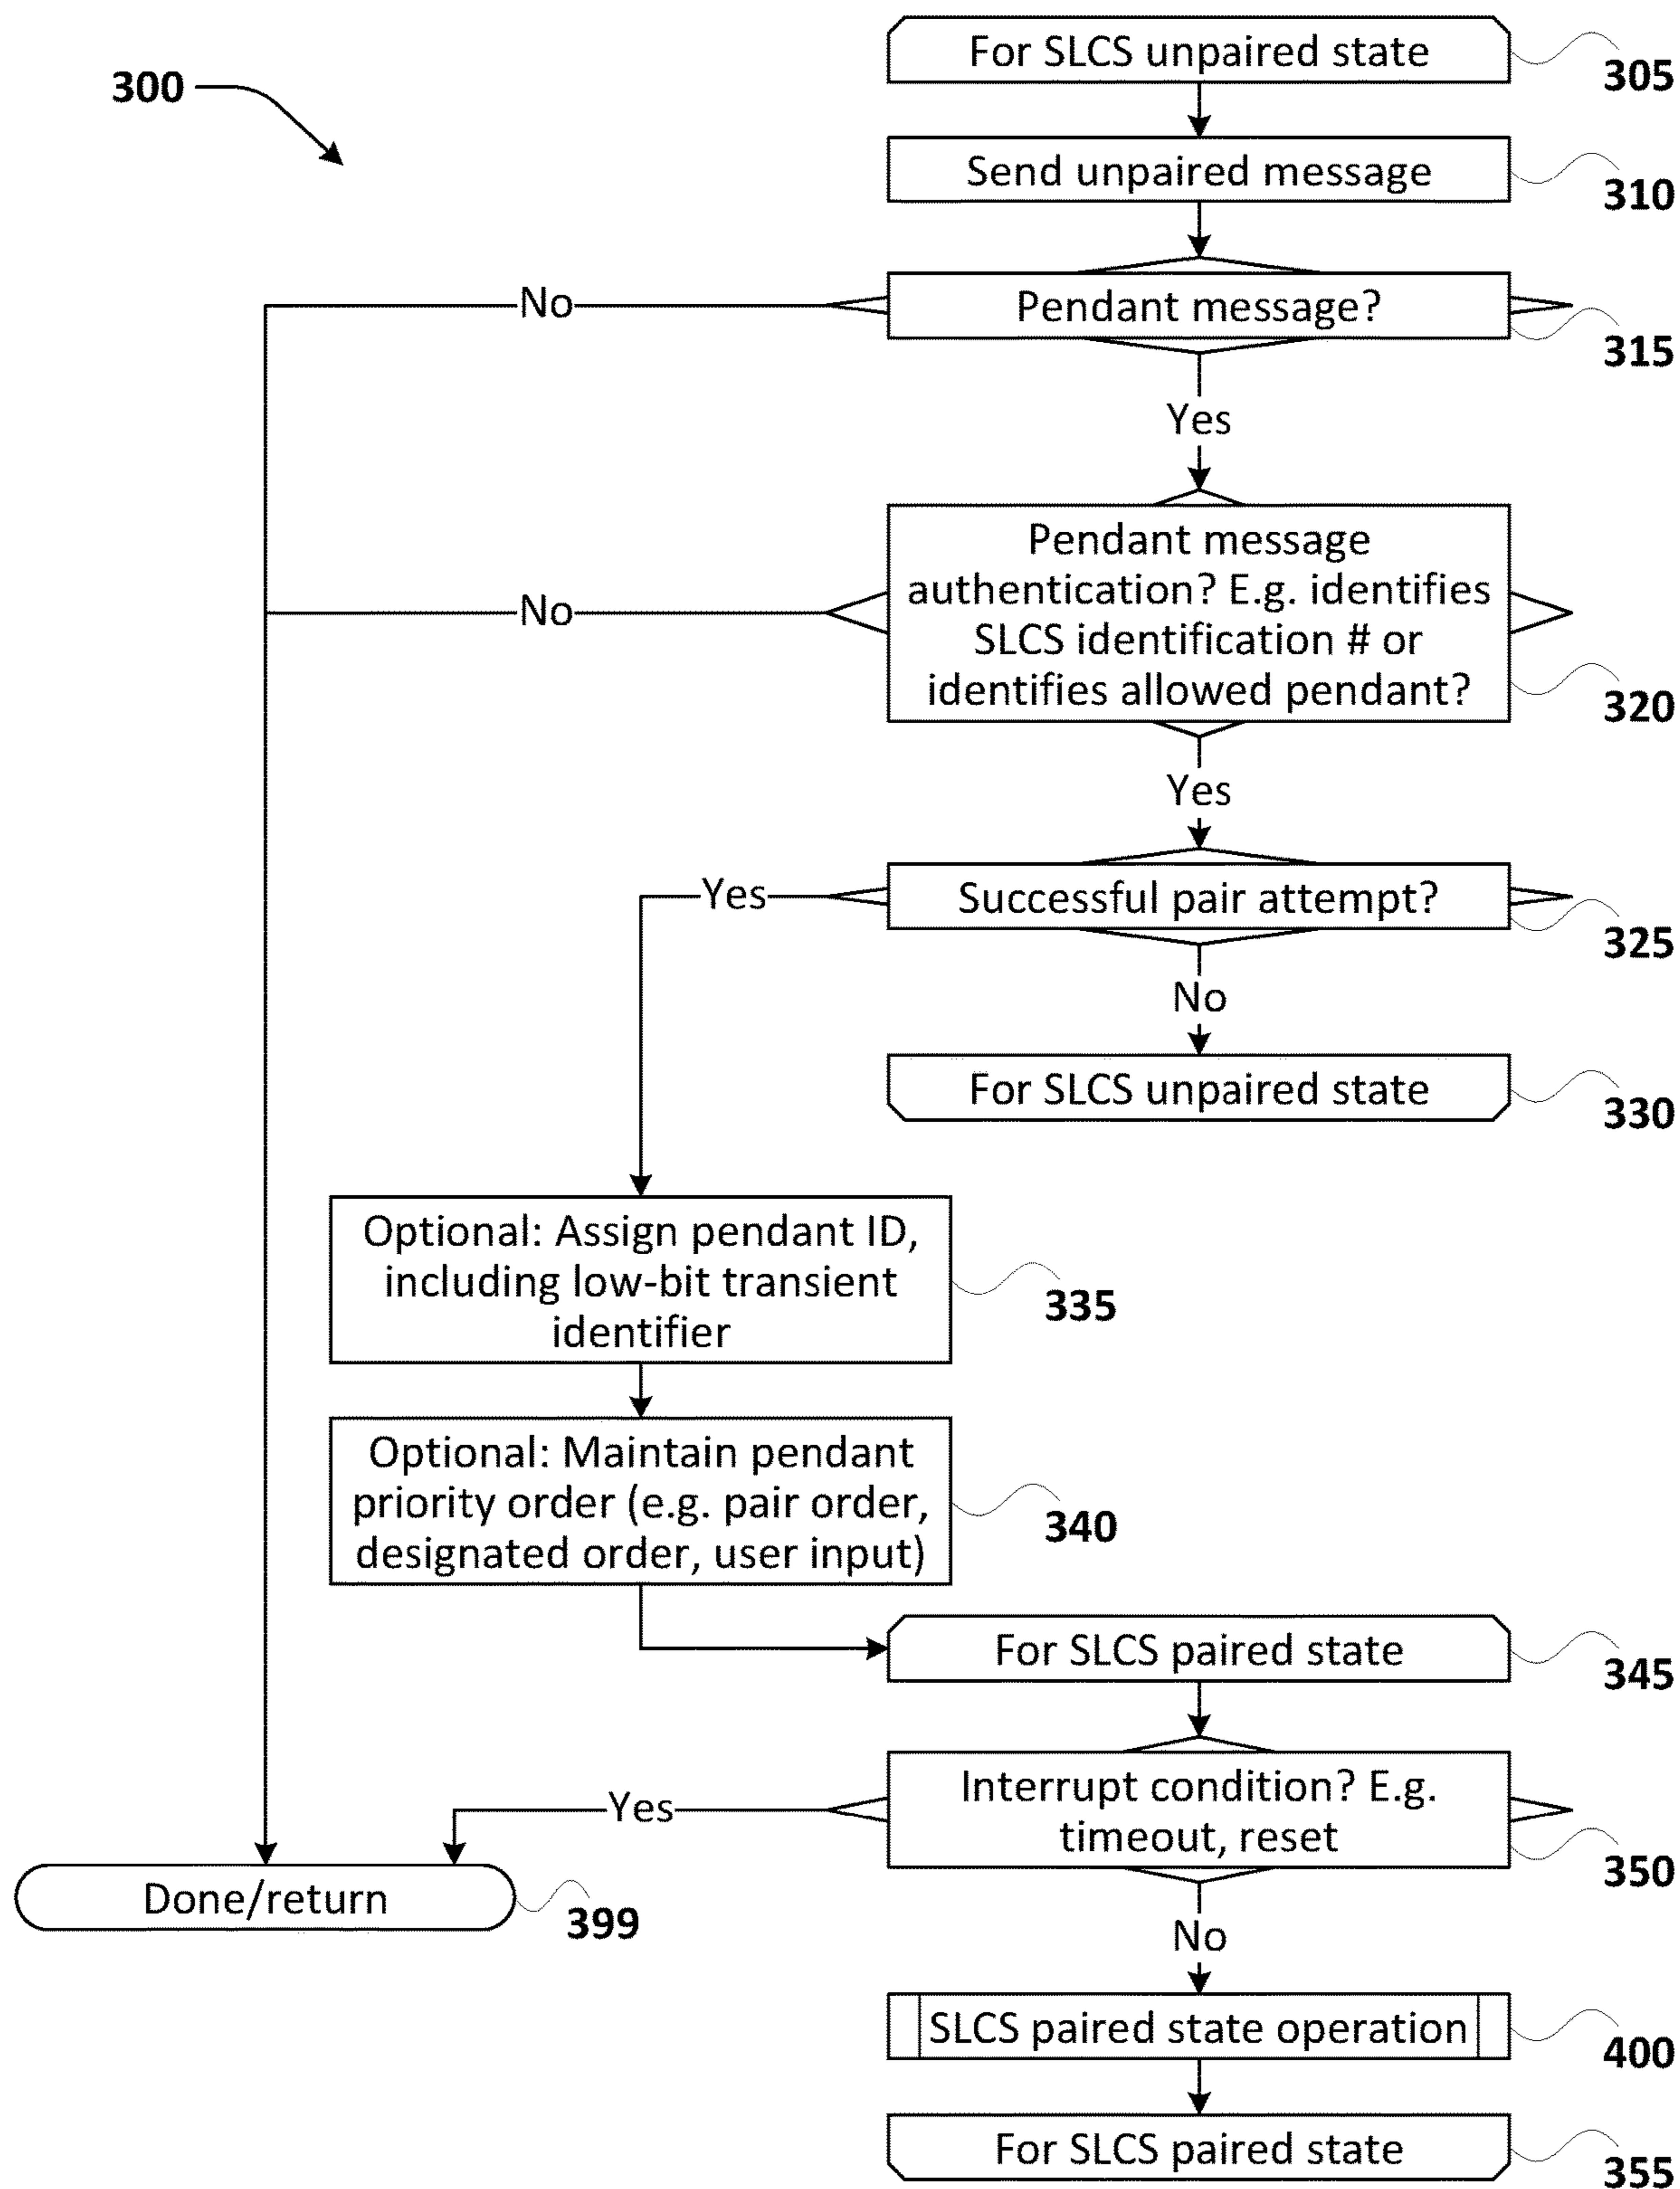 For SLCS unpaired state
305
300
Send unpaired message
310
No
Pendant message?
315
Yes
Pendant message
authentication? E.g. identifies
SLCS identification # or
identifies allowed pendant?
No
320
Yes
Yes
Successful pair attempt?
325
No
For SLCS unpaired state
330
Optional: Assign pendant ID,
including low-bit transient
identifier
335
Optional: Maintain pendant
priority order (e.g. pair order,
designated order, user input)
340
For SLCS paired state
345
Interrupt condition? E.g.
timeout, reset
Yes
350
Done/return
399
No
SLCS paired state operation
400
For SLCS paired state
355